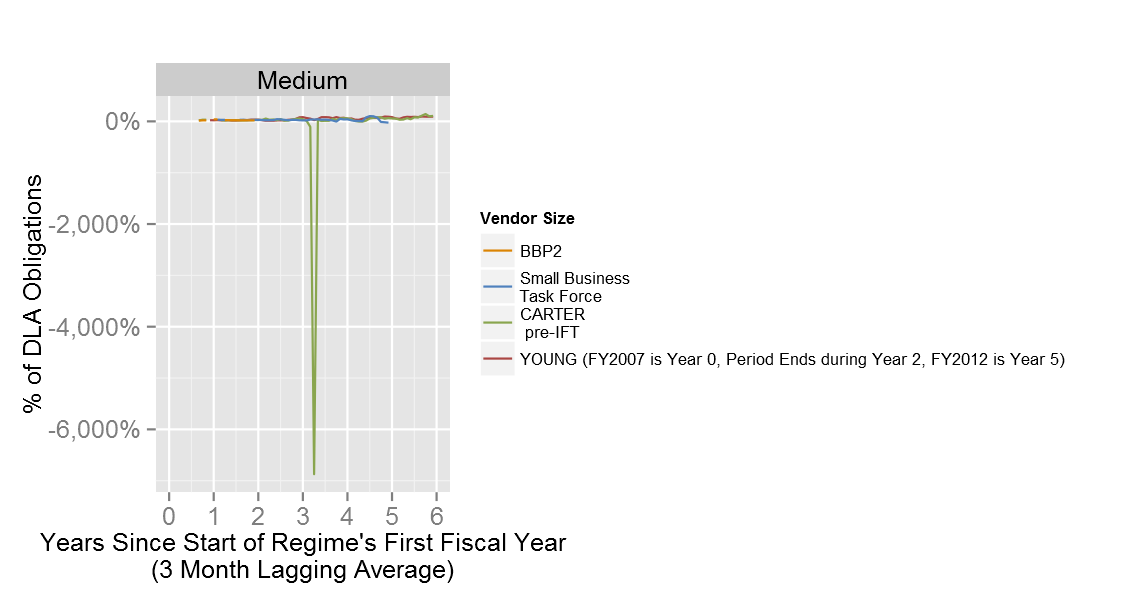 Medium
0%
-2,000%
-4,000%
-6,000%
% of DLA Obligations
0 1 2 3 4 5 6
Years Since Start of Regime's First Fiscal Year
(3 Month Lagging Average)
Vendor Size
BBP2
Small Business
Task Force
CARTER
pre-IFT
YOUNG (FY2007 is Year 0, Period Ends during Year 2, FY2012 is Year 5)